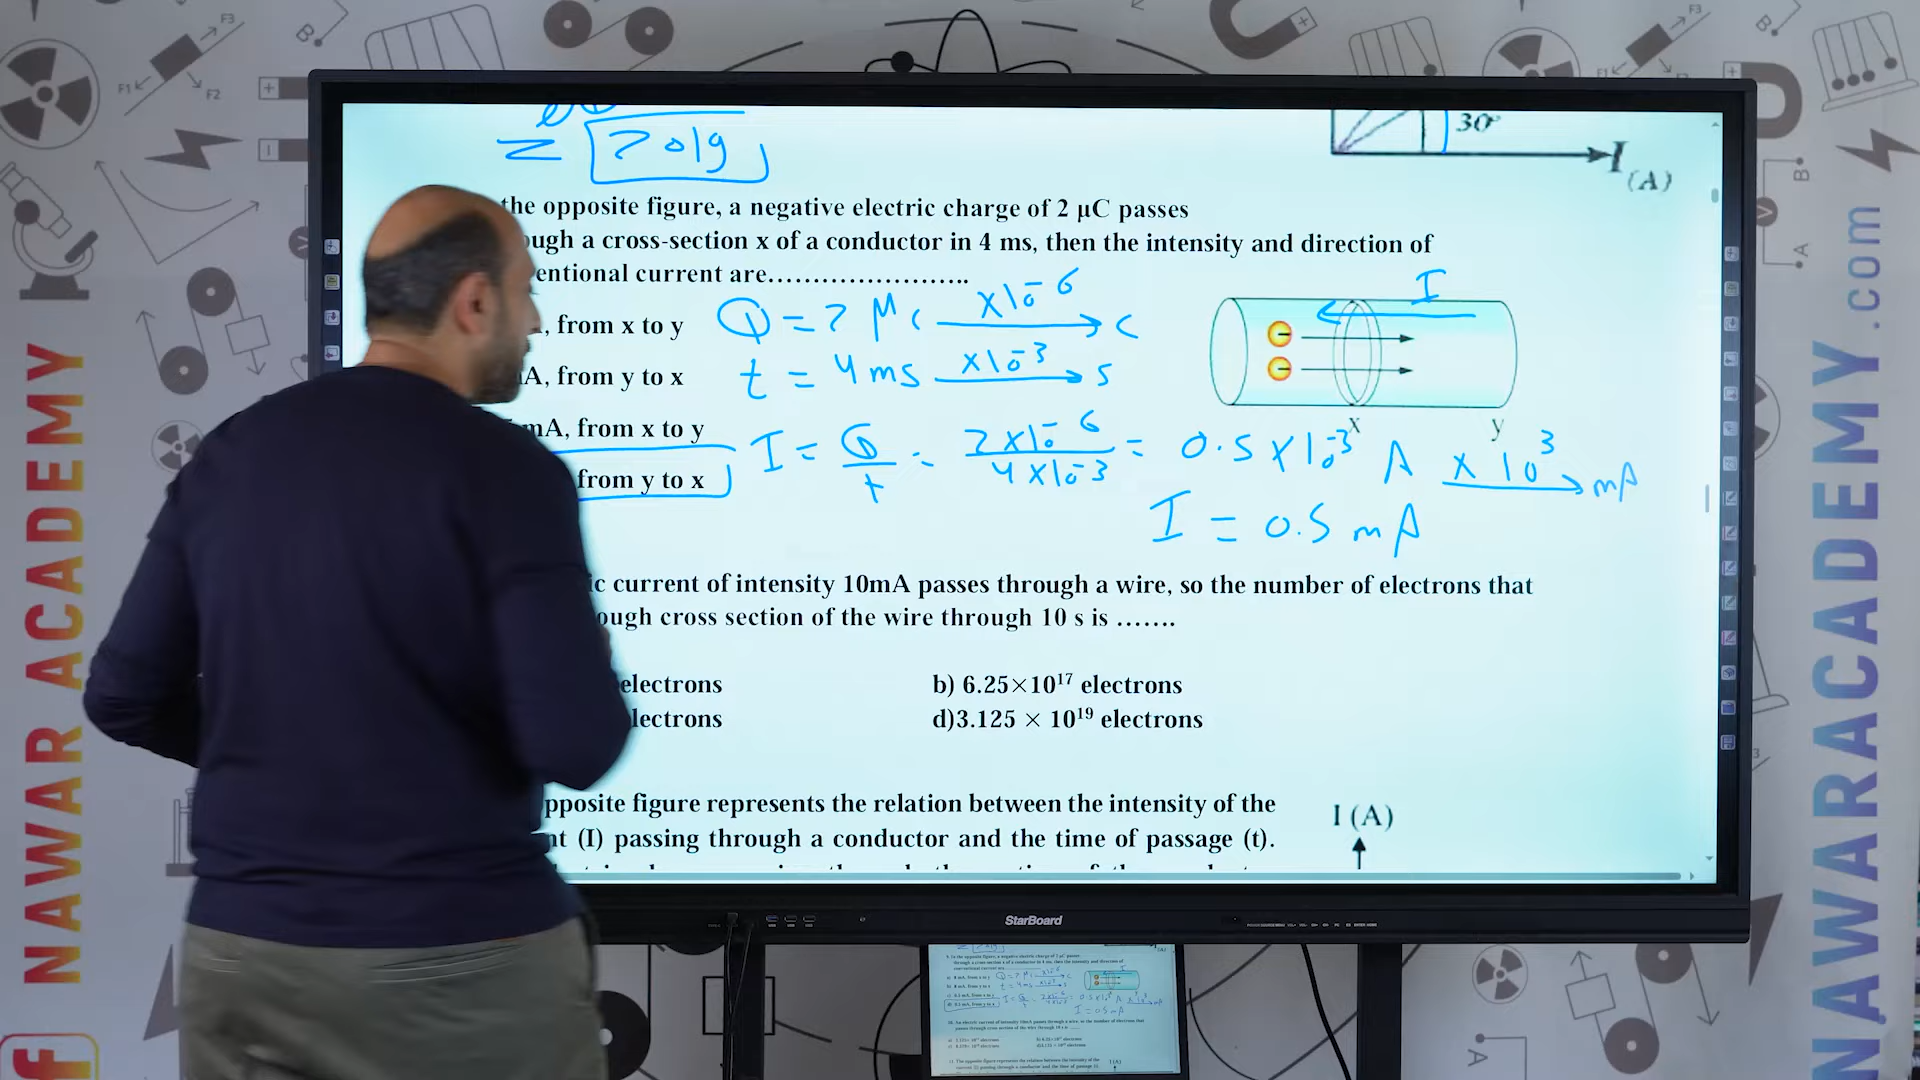 = 2019
30°
I
(A)
the opposite figure, a negative electric charge of 2 μC passes
ough a cross-section x of a conductor in 4 ms, then the intensity and direction of
entional current are.......................
, from x to y
A, from y to x
mA, from x to y
from y to x
Q = 2 μc ×10⁻⁶ → C
t = 4ms ×10⁻³ → s
I = Q/t = 2×10⁻⁶/4×10⁻³ = 0.5×10⁻³ A ×10³ → mA
I = 0.5 mA
I
x
y
ic current of intensity 10mA passes through a wire, so the number of electrons that
ough cross section of the wire through 10 s is .......
electrons
b) 6.25×10¹⁷ electrons
lectrons
d)3.125 × 10¹⁹ electrons
pposite figure represents the relation between the intensity of the
nt (I) passing through a conductor and the time of passage (t).
I (A)
StarBoard
NAWAR ACADEMY
NAWARACADEMY.com
F1
F2
F3
B
A